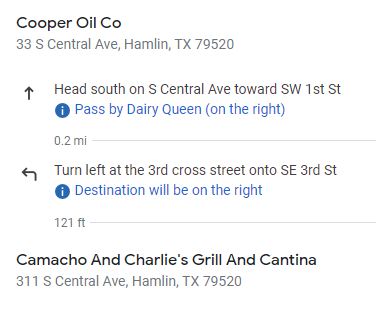 Cooper Oil Co
33 S Central Ave, Hamlin, TX 79520
Head south on S Central Ave toward SW 1st St
Pass by Dairy Queen (on the right)
0.2 mi
Turn left at the 3rd cross street onto SE 3rd St
Destination will be on the right
121 ft
Camacho And Charlie's Grill And Cantina
311 S Central Ave, Hamlin, TX 79520